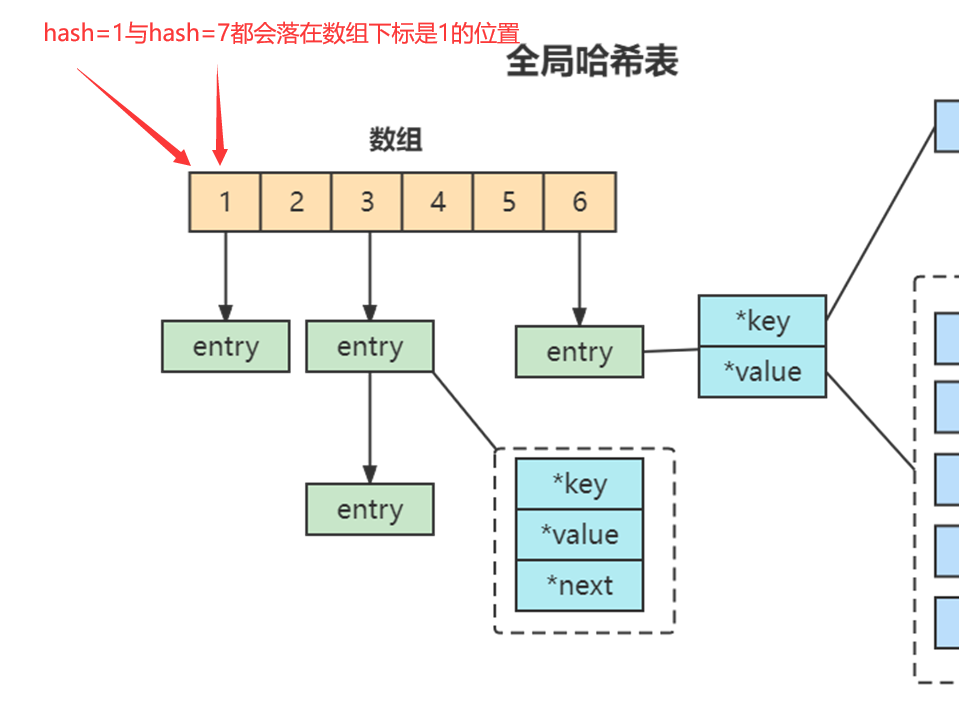 hash=1与hash=7都会落在数组下标是1的位置
全局哈希表
数组
1 2 3 4 5 6
entry entry entry
*key
*value
entry
*key
*value
*next